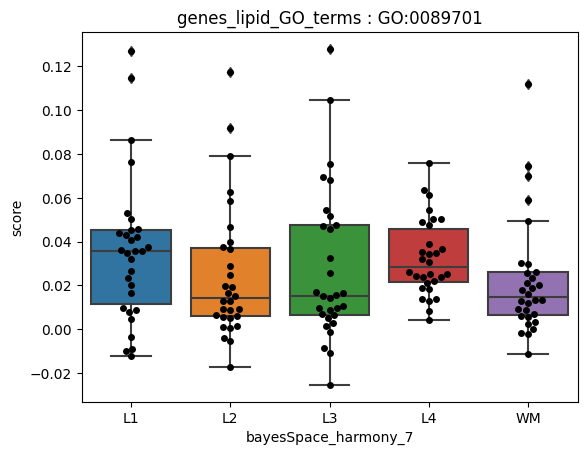 genes_lipid_GO_terms : GO:0089701
0.12
0.10
0.08
0.06
0.04
0.02
0.00
−0.02
score
L1 L2 L3 L4 WM
bayesSpace_harmony_7